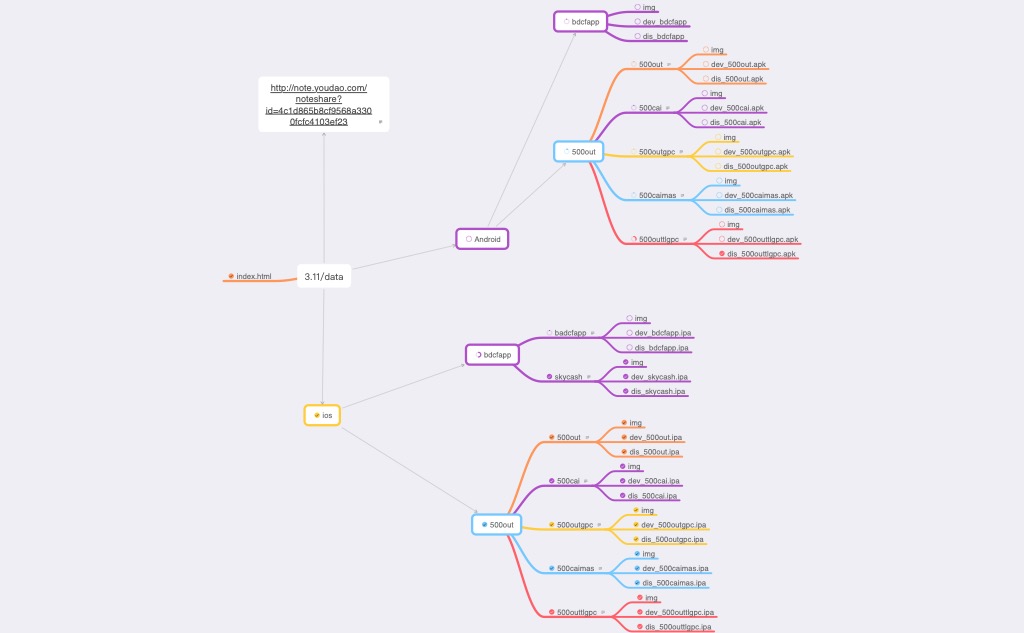 bdcfapp
img
dev_bdcfapp
dis_bdcfapp
500out
img
dev_500out.apk
dis_500out.apk
500cai
img
dev_500cai.apk
dis_500cai.apk
500out
500outgpc
img
dev_500outgpc.apk
dis_500outgpc.apk
500caimas
img
dev_500caimas.apk
dis_500caimas.apk
500outtlgpc
img
dev_500outtlgpc.apk
dis_500outtlgpc.apk
http://note.youdao.com/
noteshare?
id=4c1d865b8cf9568a330
0fcfc4103ef23
Android
index.html
3.11/data
ios
bdcfapp
badcfapp
img
dev_bdcfapp.ipa
dis_bdcfapp.ipa
skycash
img
dev_skycash.ipa
dis_skycash.ipa
500out
500out
img
dev_500out.ipa
dis_500out.ipa
500cai
img
dev_500cai.ipa
dis_500cai.ipa
500outgpc
img
dev_500outgpc.ipa
dis_500outgpc.ipa
500caimas
img
dev_500caimas.ipa
dis_500caimas.ipa
500outtlgpc
img
dev_500outtlgpc.ipa
dis_500outtlgpc.ipa